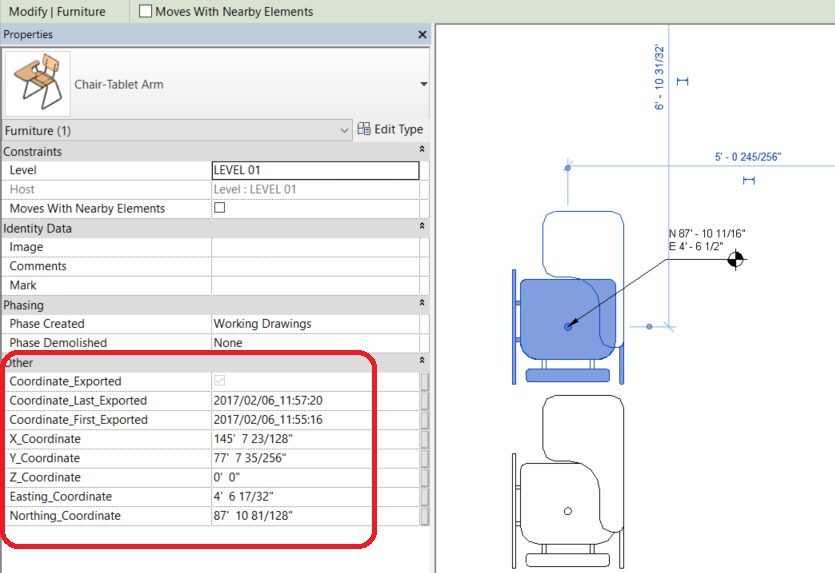 Modify | Furniture Moves With Nearby Elements
Properties
Chair-Tablet Arm
Furniture (1) Edit Type
Constraints
Level LEVEL 01
Host Level : LEVEL 01
Moves With Nearby Elements
Identity Data
Image
Comments
Mark
Phasing
Phase Created Working Drawings
Phase Demolished None
Other
Coordinate_Exported
Coordinate_Last_Exported 2017/02/06_11:57:20
Coordinate_First_Exported 2017/02/06_11:55:16
X_Coordinate 145' 7 23/128"
Y_Coordinate 77' 7 35/256"
Z_Coordinate 0' 0"
Easting_Coordinate 4' 6 17/32"
Northing_Coordinate 87' 10 81/128"
6' - 10 31/32"
5' - 0 245/256"
N 87' - 10 11/16"
E 4' - 6 1/2"